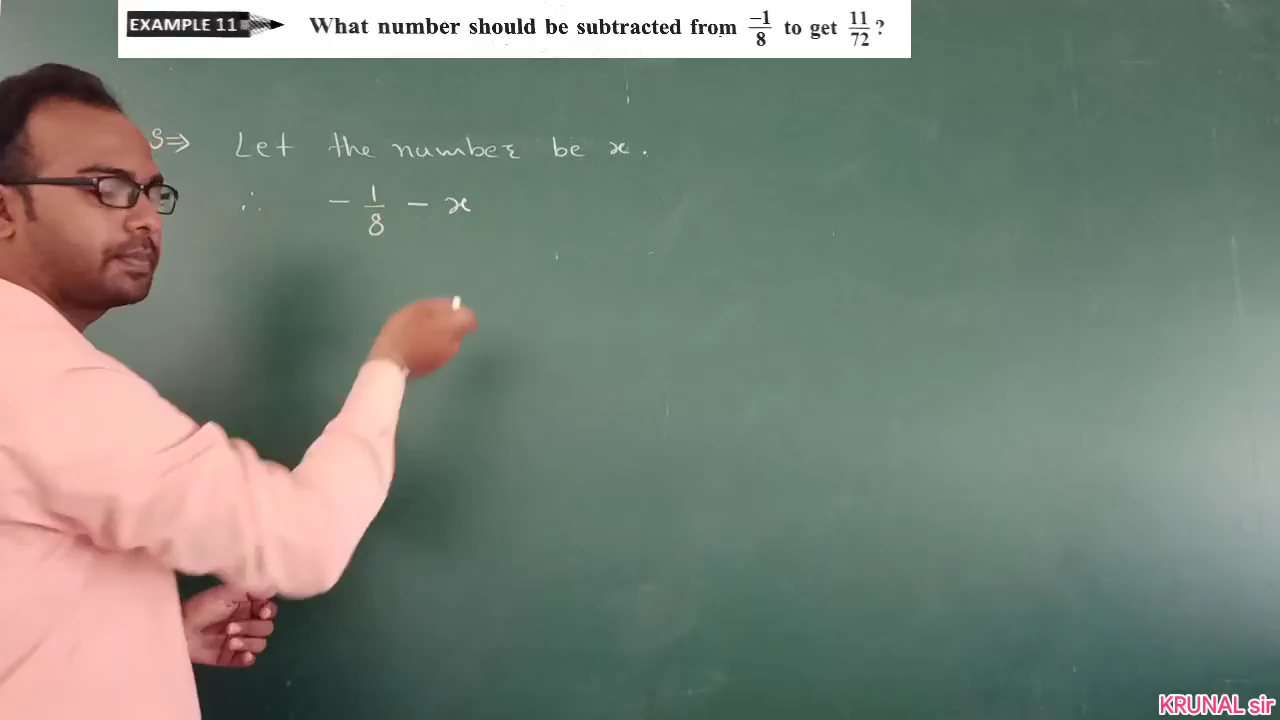 EXAMPLE 11 What number should be subtracted from -1/8 to get 11/72 ?
S⇒ Let the number be x.
∴ - 1/8 - x
KRUNAL sir